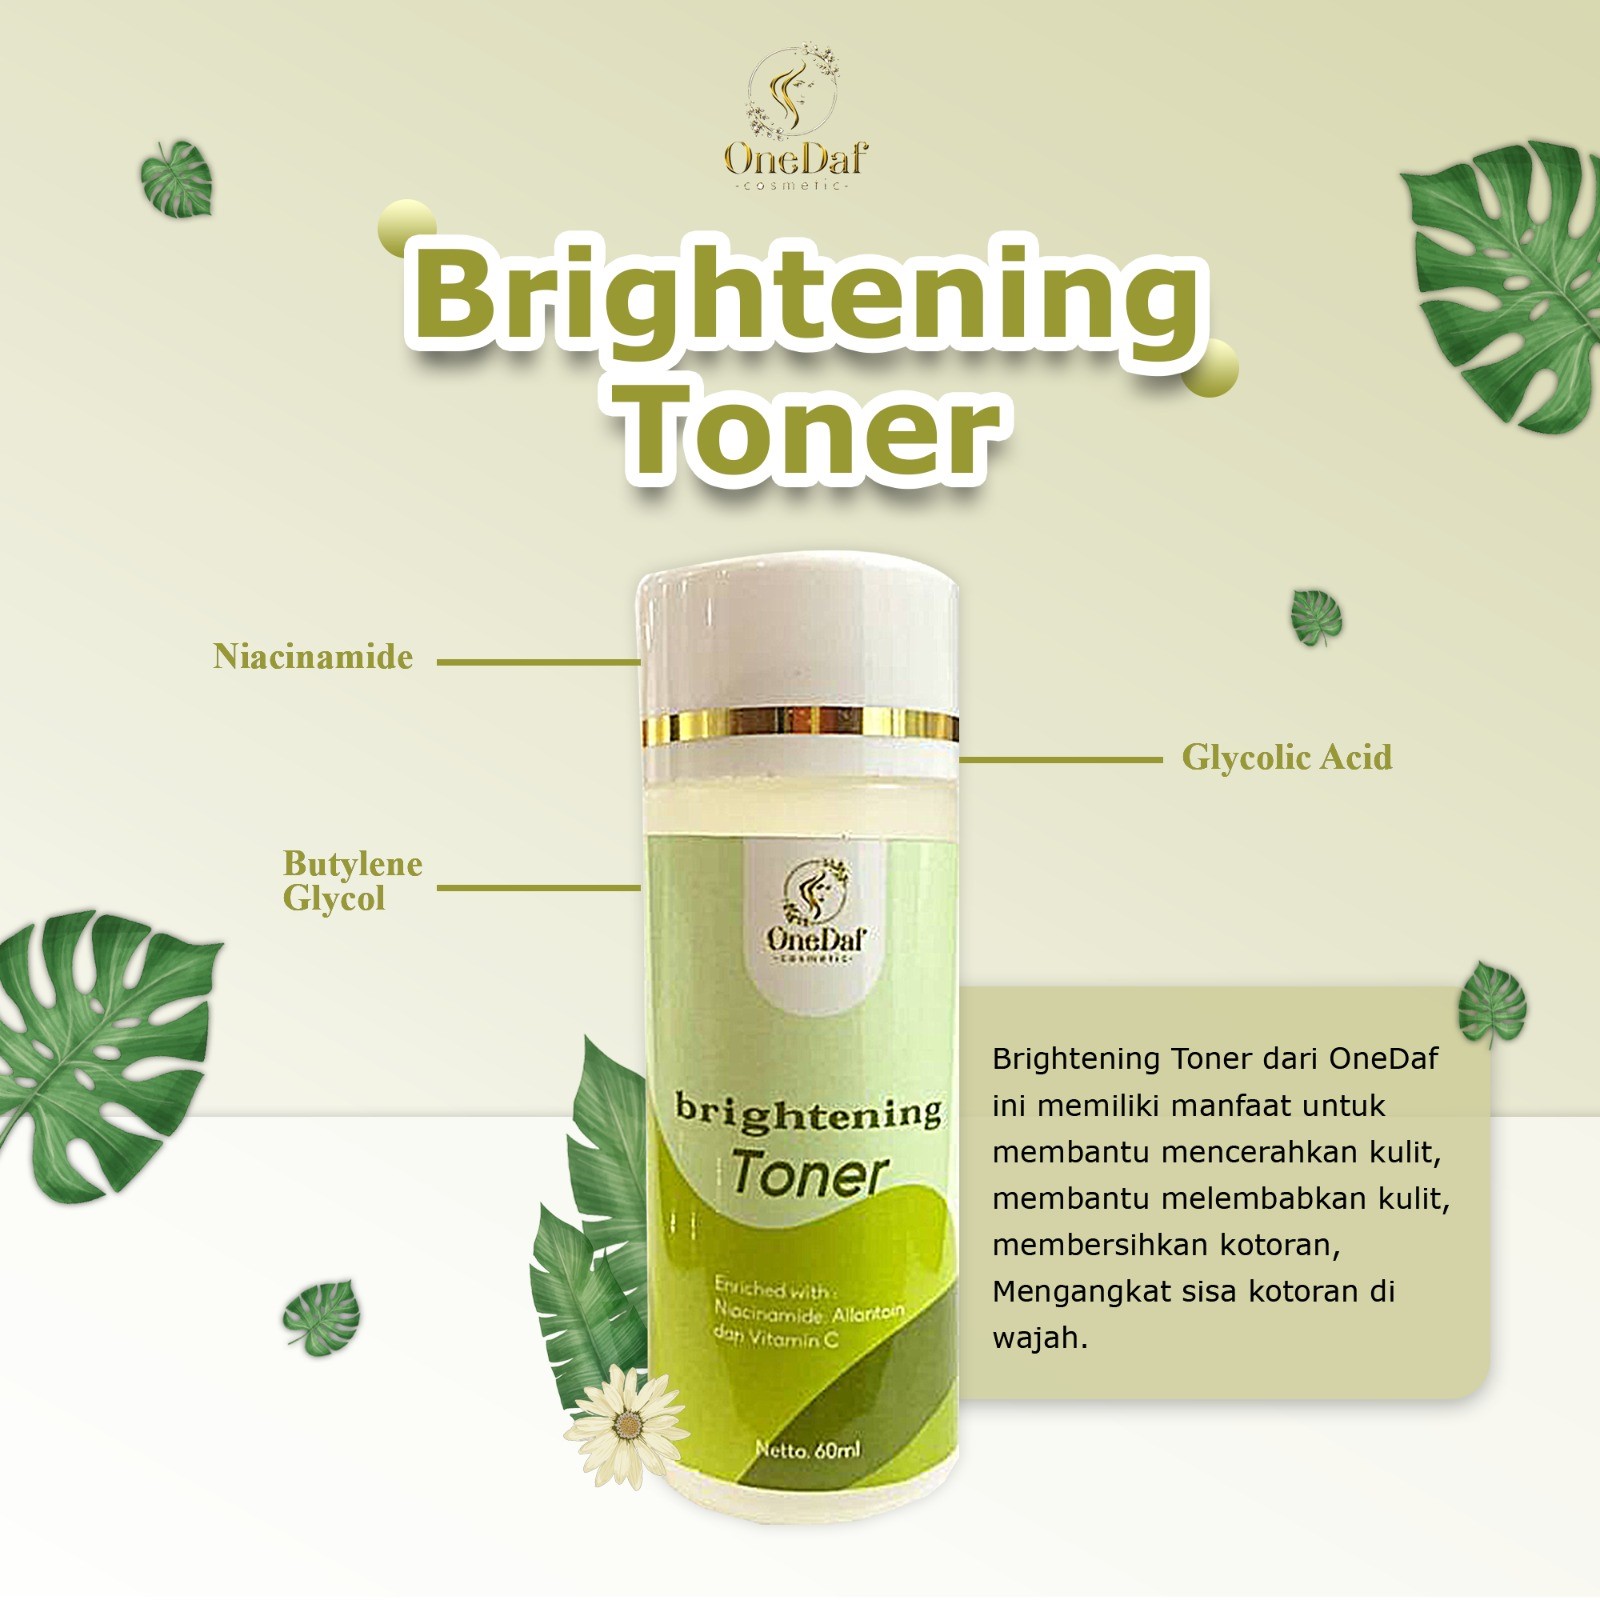 OneDaf
-cosmetic-
Brightening
Toner
Niacinamide
Glycolic Acid
Butylene
Glycol
OneDaf
-cosmetic-
brightening
Toner
Enriched with :
Niacinamide, Allantoin
dan Vitamin C
Netto. 60ml
Brightening Toner dari OneDaf
ini memiliki manfaat untuk
membantu mencerahkan kulit,
membantu melembabkan kulit,
membersihkan kotoran,
Mengangkat sisa kotoran di
wajah.